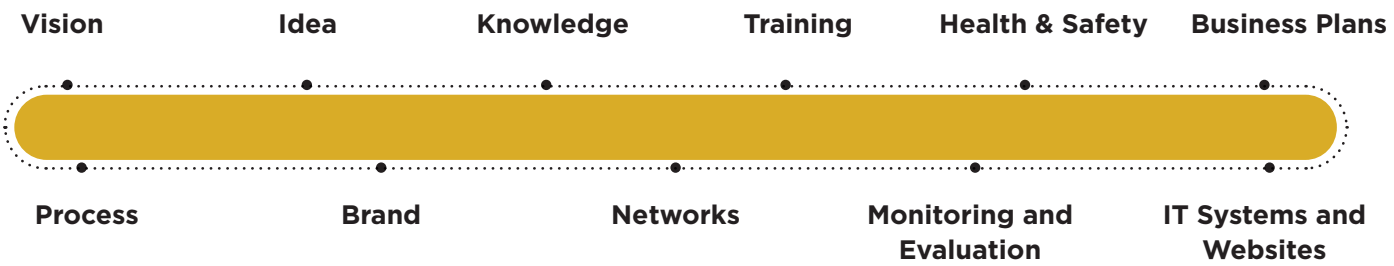 Vision Idea Knowledge Training Health & Safety Business Plans
Process Brand Networks Monitoring and Evaluation IT Systems and Websites